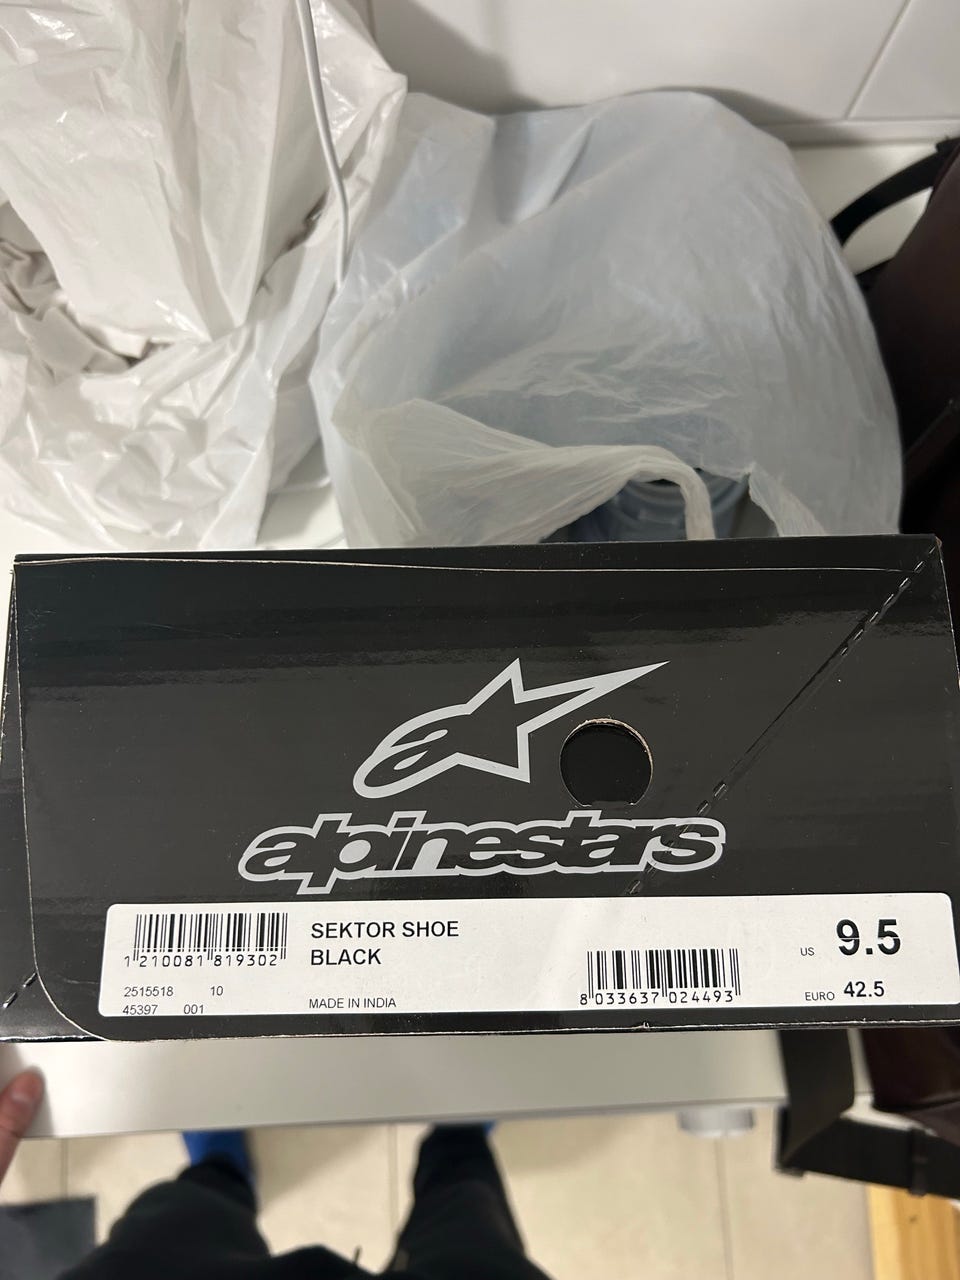 alpinestars
1 210081 819302
SEKTOR SHOE
BLACK
2515518 10
45397 001
MADE IN INDIA
8 033637 024493
US 9.5
EURO 42.5